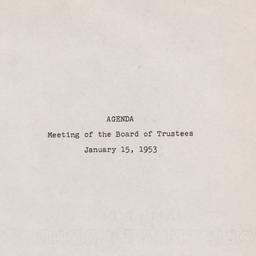 AGENDA
Meeting of the Board of Trustees
January 15, 1953